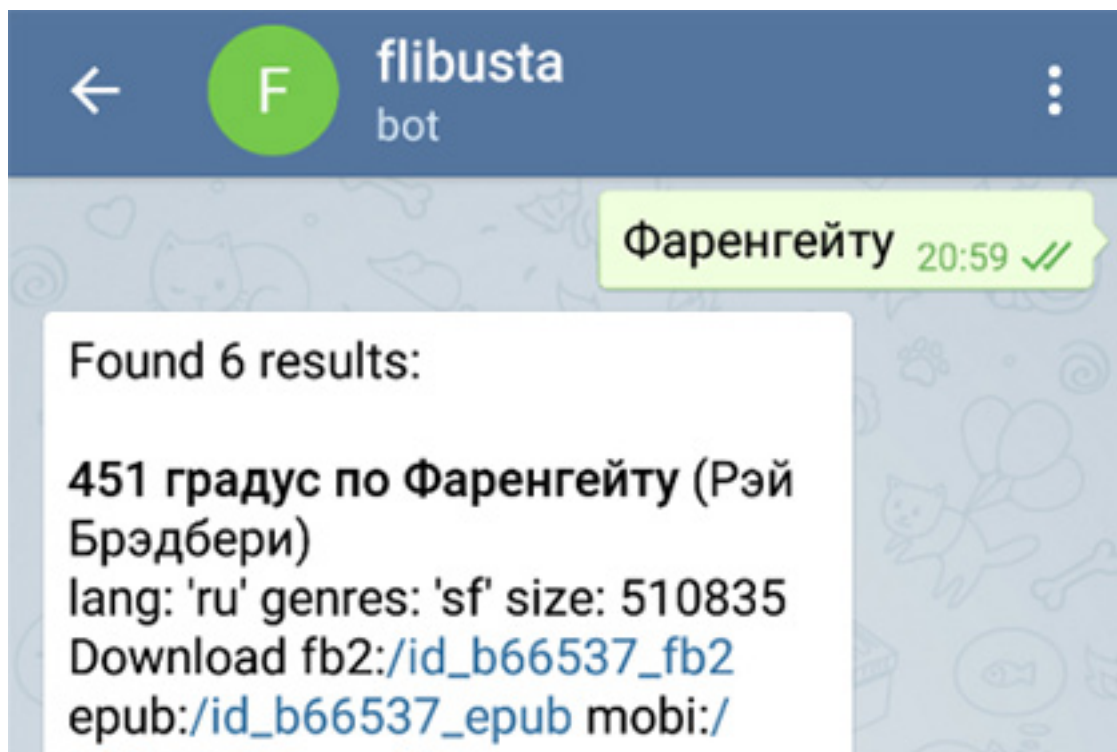 F
flibusta
bot
Фаренгейту 20:59
Found 6 results:
451 градус по Фаренгейту (Рэй
Брэдбери)
lang: 'ru' genres: 'sf' size: 510835
Download fb2:/id_b66537_fb2
epub:/id_b66537_epub mobi:/